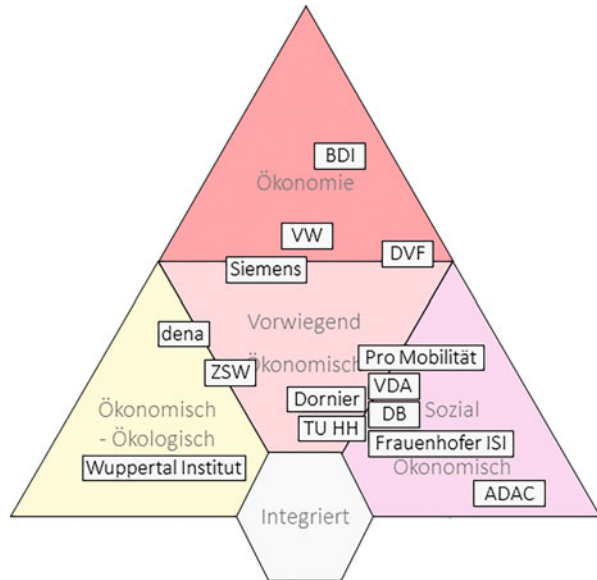 BDI
Ökonomie
VW
DVF
Siemens
Vorwiegend
Ökonomisch
dena
ZSW
Pro Mobilität
VDA
Dornier
DB
Sozial
TU HH
Frauenhofer ISI
Ökonomisch
- Ökologisch
Wuppertal Institut
Ökonomisch
ADAC
Integriert